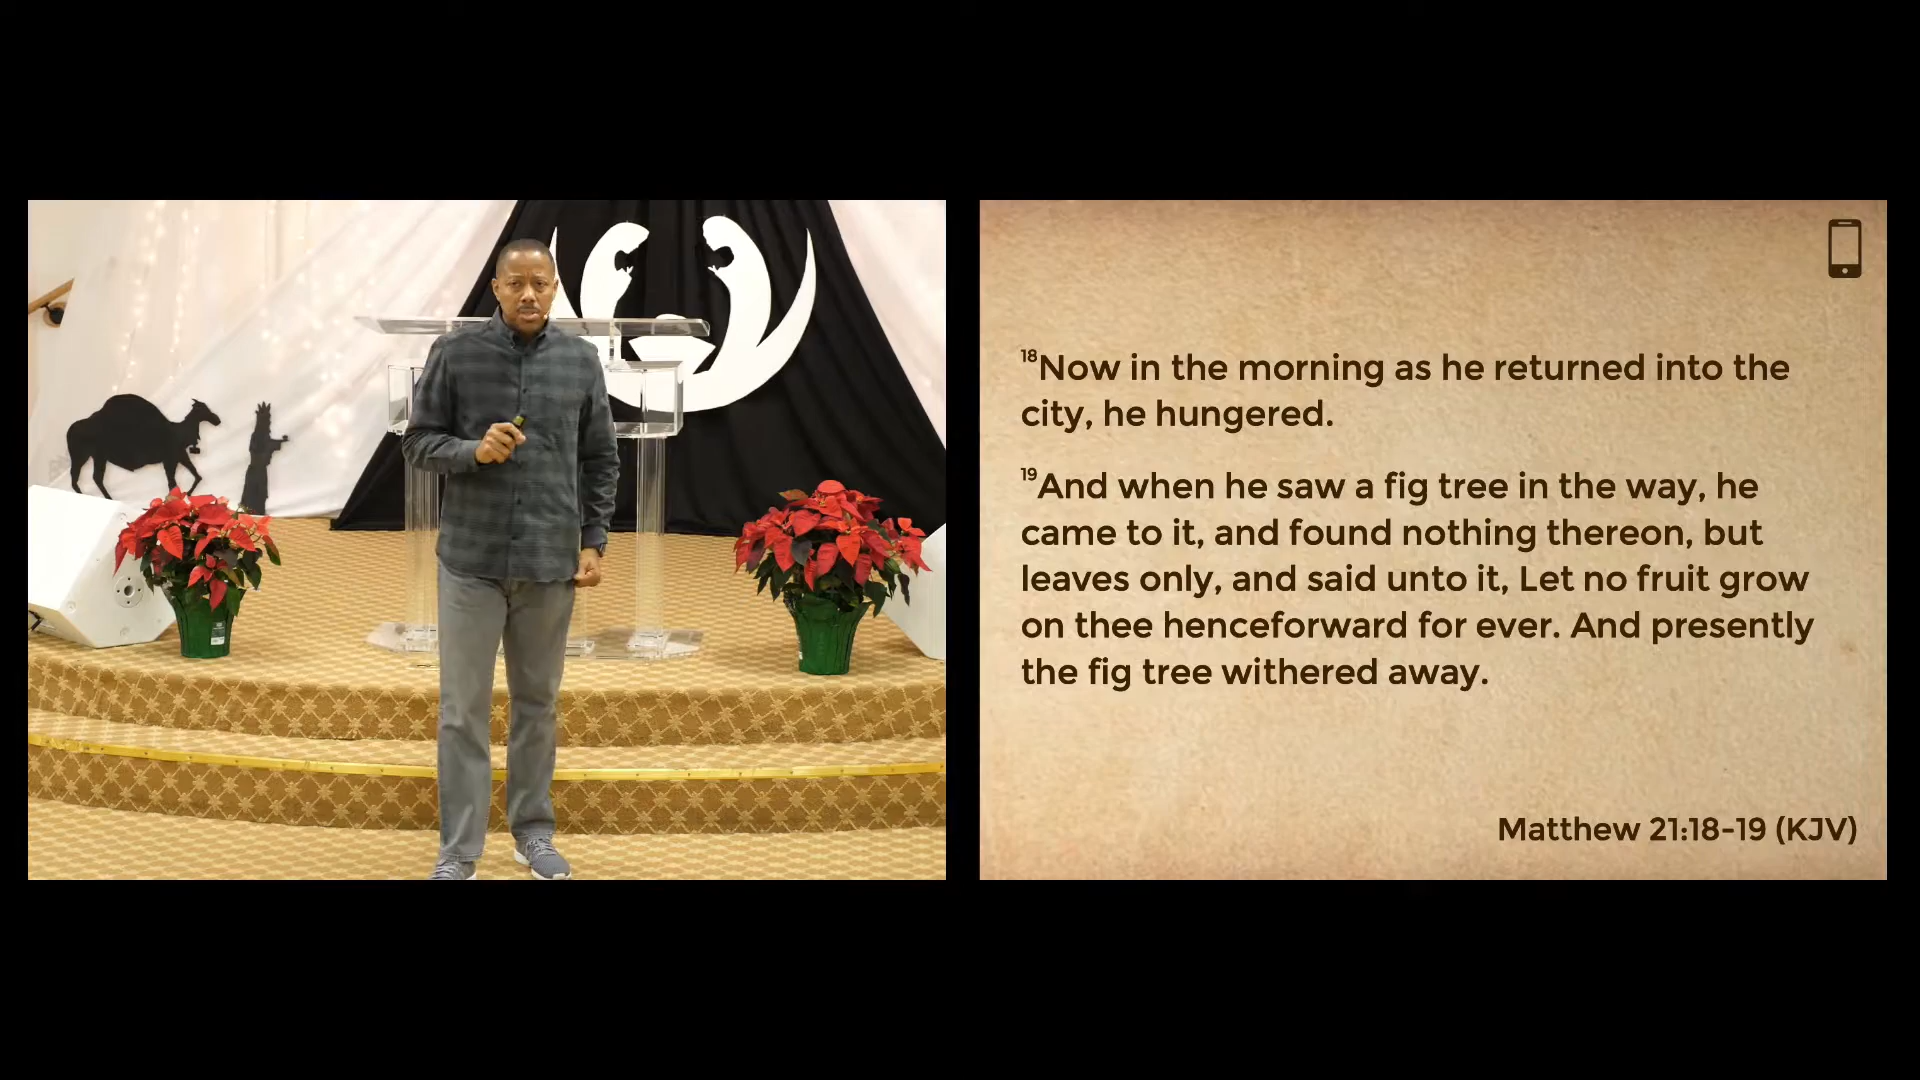 18Now in the morning as he returned into the
city, he hungered.
19And when he saw a fig tree in the way, he
came to it, and found nothing thereon, but
leaves only, and said unto it, Let no fruit grow
on thee henceforward for ever. And presently
the fig tree withered away.
Matthew 21:18-19 (KJV)